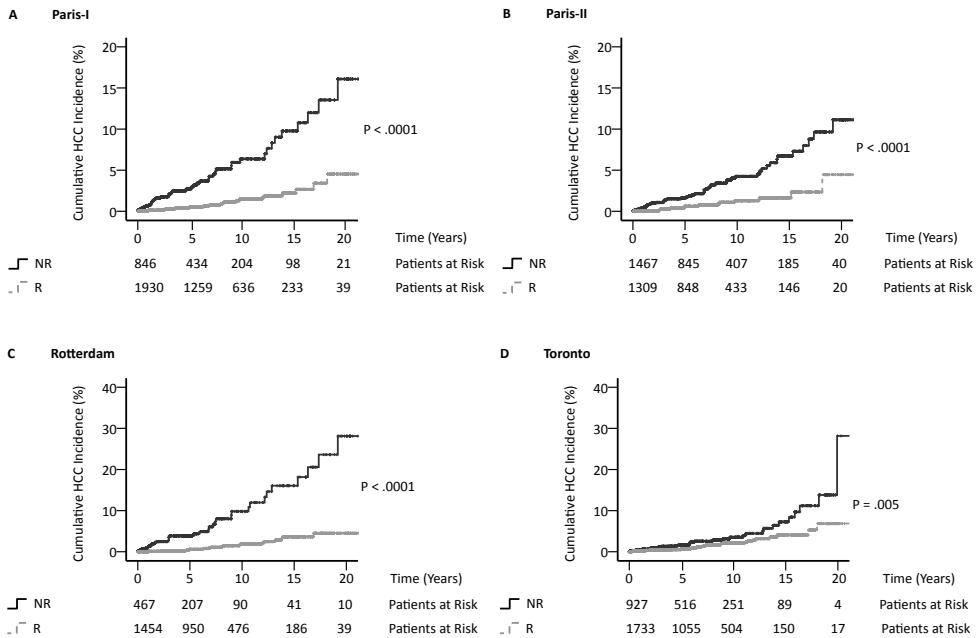 A Paris-I
20
15
10
5
0
Cumulative HCC Incidence (%)
P < .0001
0 5 10 15 20 Time (Years)
NR 846 434 204 98 21 Patients at Risk
R 1930 1259 636 233 39 Patients at Risk
B Paris-II
20
15
10
5
0
Cumulative HCC Incidence (%)
P < .0001
0 5 10 15 20 Time (Years)
NR 1467 845 407 185 40 Patients at Risk
R 1309 848 433 146 20 Patients at Risk
C Rotterdam
40
30
20
10
0
Cumulative HCC Incidence (%)
P < .0001
0 5 10 15 20 Time (Years)
NR 467 207 90 41 10 Patients at Risk
R 1454 950 476 186 39 Patients at Risk
D Toronto
40
30
20
10
0
Cumulative HCC Incidence (%)
P = .005
0 5 10 15 20 Time (Years)
NR 927 516 251 89 4 Patients at Risk
R 1733 1055 504 150 17 Patients at Risk